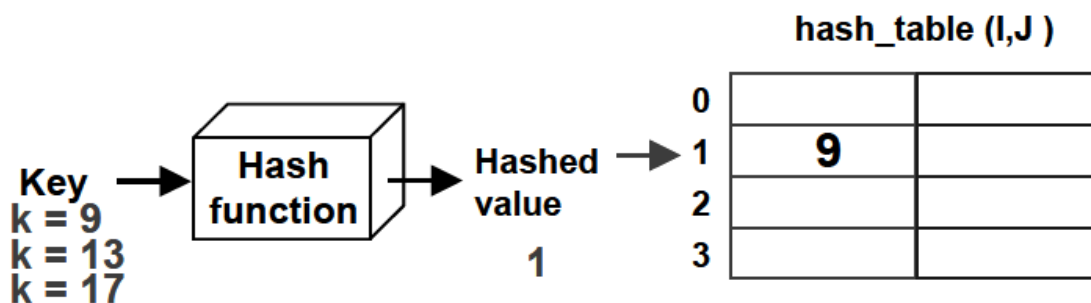 hash_table (I,J )
0
1
9
2
3
Key
k = 9
k = 13
k = 17
Hash
function
Hashed
value
1